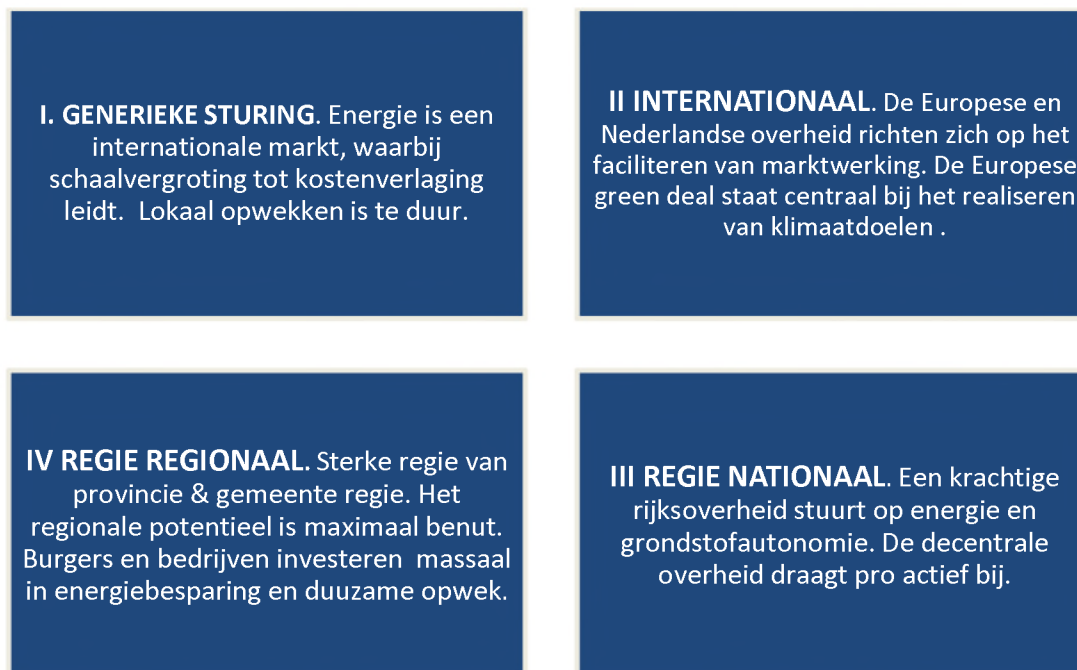 I. GENERIEKE STURING. Energie is een
internationale markt, waarbij
schaalvergroting tot kostenverlaging
leidt. Lokaal opwekken is te duur.
II INTERNATIONAAL. De Europese en
Nederlandse overheid richten zich op het
faciliteren van marktwerking. De Europese
green deal staat centraal bij het realiseren
van klimaatdoelen .
IV REGIE REGIONAAL. Sterke regie van
provincie & gemeente regie. Het
regionale potentieel is maximaal benut.
Burgers en bedrijven investeren massaal
in energiebesparing en duuzame opwek.
III REGIE NATIONAAL. Een krachtige
rijksoverheid stuurt op energie en
grondstofautonomie. De decentrale
overheid draagt pro actief bij.